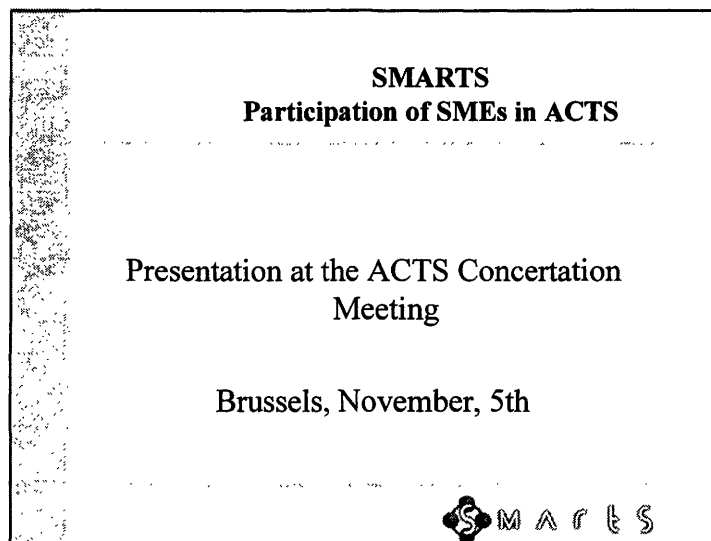 SMARTS
Participation of SMEs in ACTS
Presentation at the ACTS Concertation
Meeting
Brussels, November, 5th
SMArtS